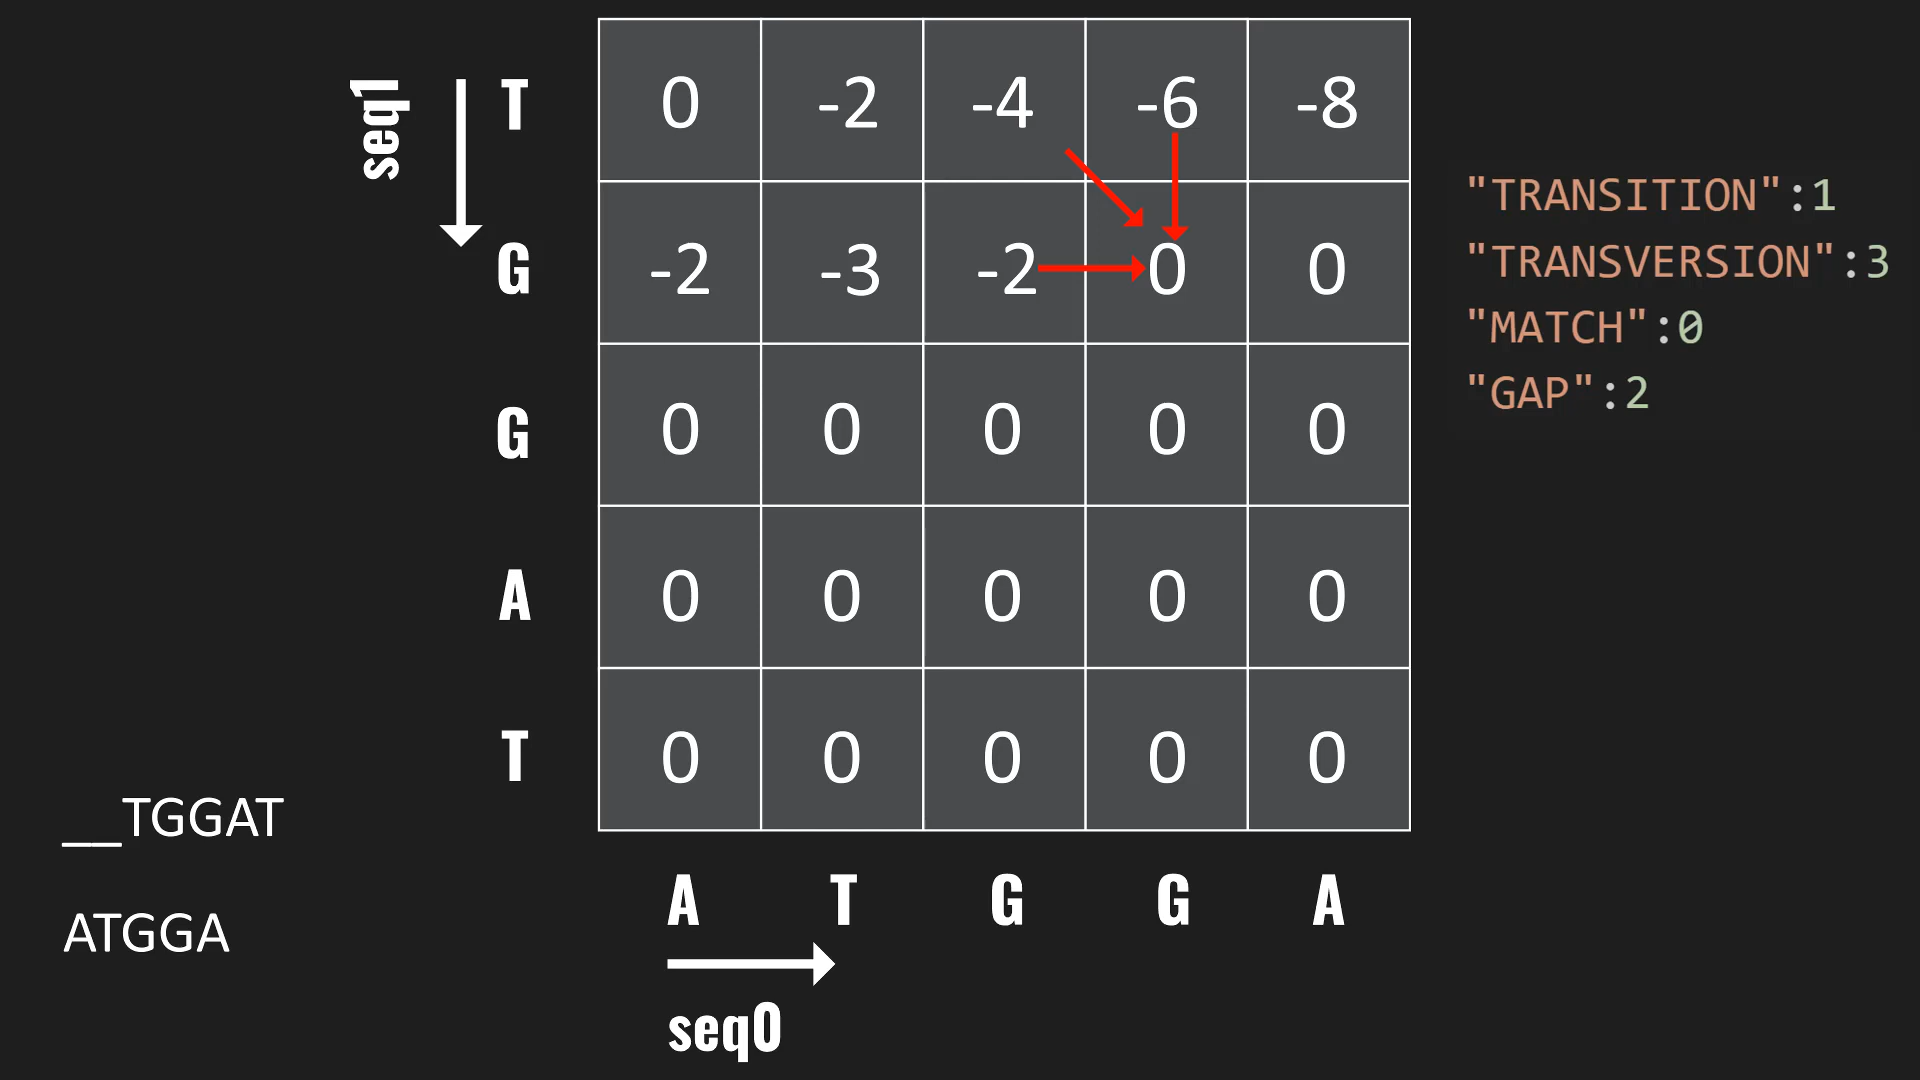 seq1
T 0 -2 -4 -6 -8
G -2 -3 -2 0 0
G 0 0 0 0 0
A 0 0 0 0 0
T 0 0 0 0 0
A T G G A
seq0
"TRANSITION":1
"TRANSVERSION":3
"MATCH":0
"GAP":2
__TGGAT
ATGGA